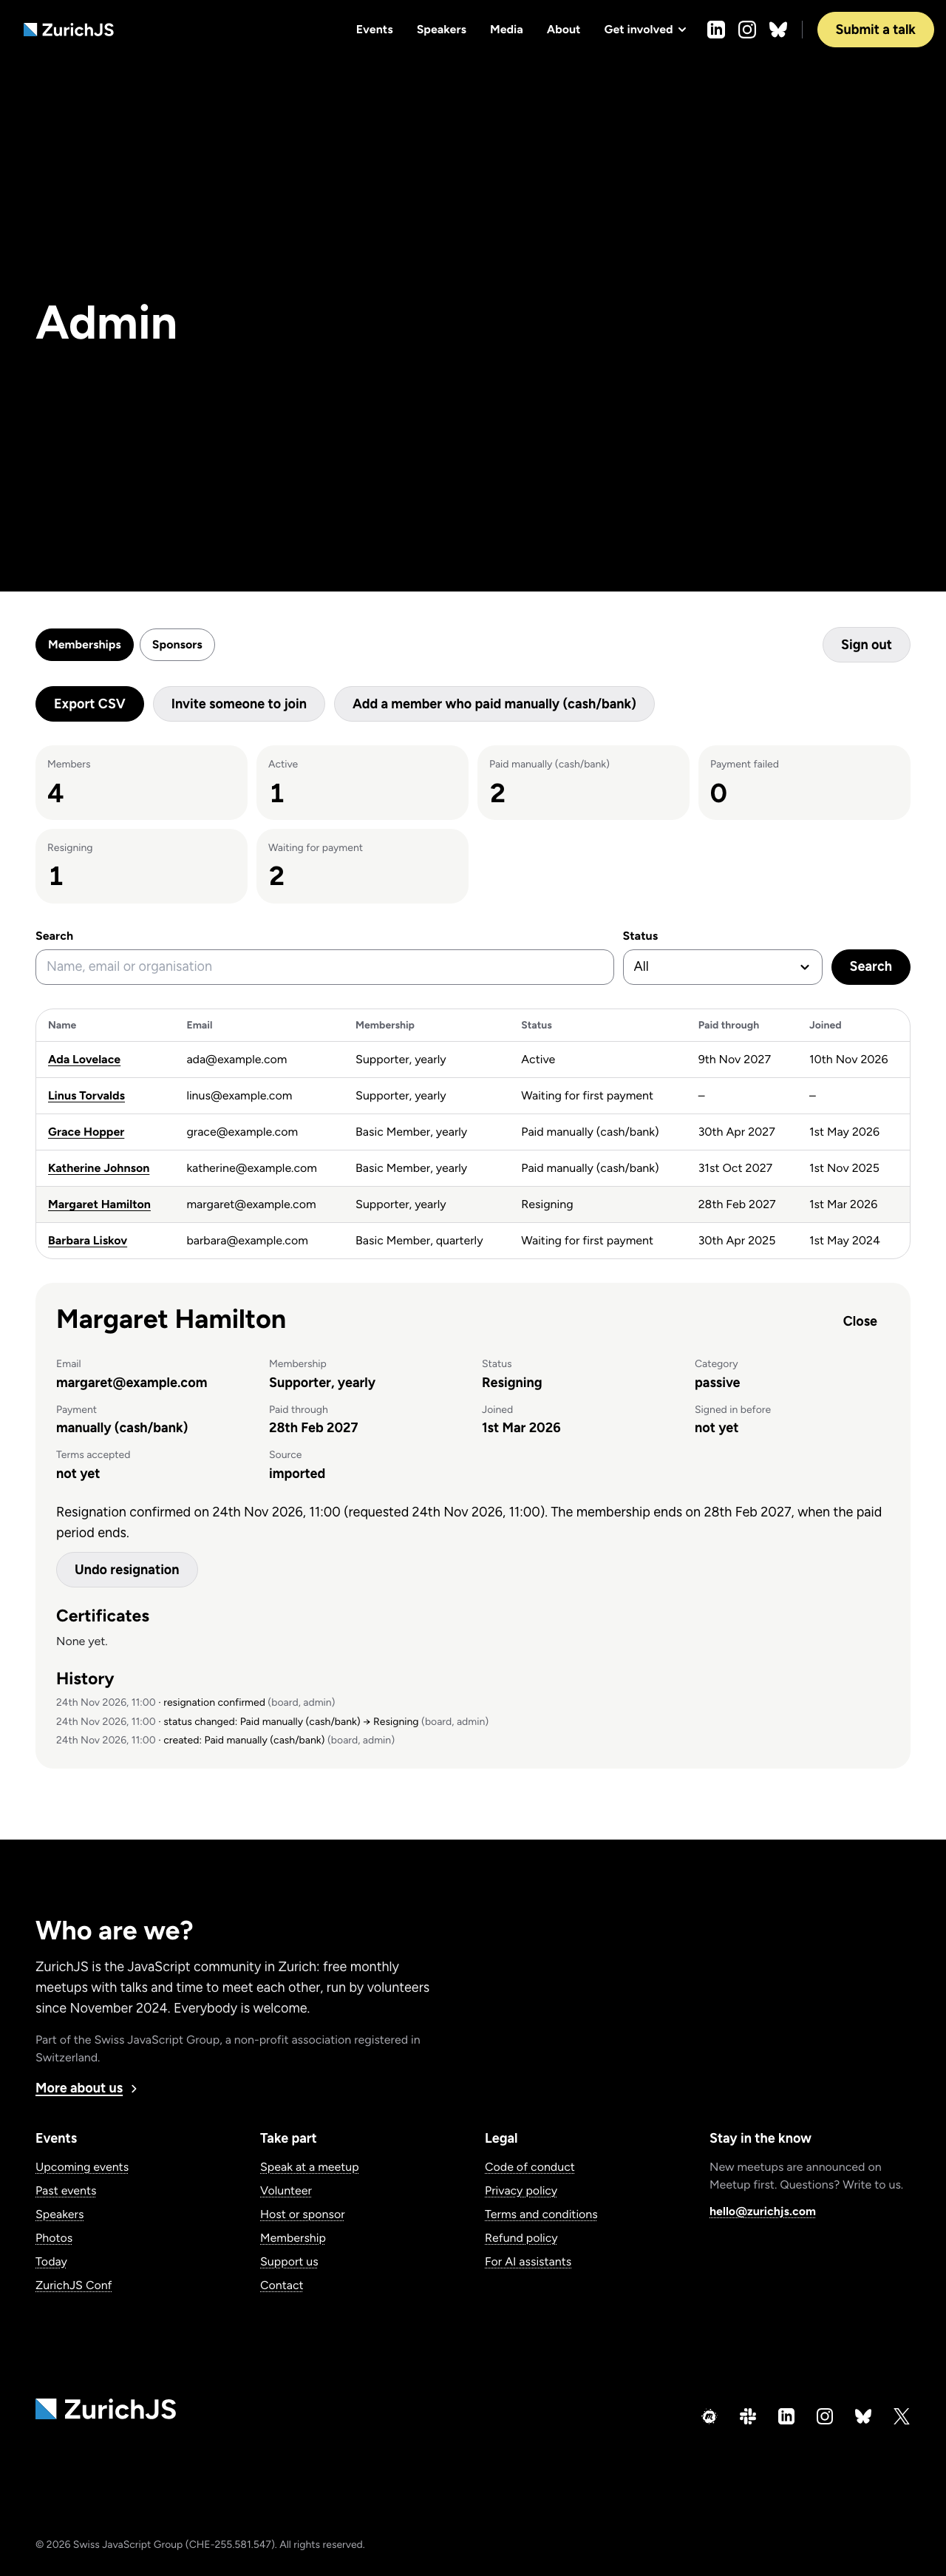 ZurichJS
Events Speakers Media About Get involved Submit a talk
Admin
Memberships Sponsors Sign out
Export CSV Invite someone to join Add a member who paid manually (cash/bank)
Members Active Paid manually (cash/bank) Payment failed
4 1 2 0
Resigning Waiting for payment
1 2
Search Status
Name, email or organisation All Search
Name Email Membership Status Paid through Joined
Ada Lovelace ada@example.com Supporter, yearly Active 9th Nov 2027 10th Nov 2026
Linus Torvalds linus@example.com Supporter, yearly Waiting for first payment – –
Grace Hopper grace@example.com Basic Member, yearly Paid manually (cash/bank) 30th Apr 2027 1st May 2026
Katherine Johnson katherine@example.com Basic Member, yearly Paid manually (cash/bank) 31st Oct 2027 1st Nov 2025
Margaret Hamilton margaret@example.com Supporter, yearly Resigning 28th Feb 2027 1st Mar 2026
Barbara Liskov barbara@example.com Basic Member, quarterly Waiting for first payment 30th Apr 2025 1st May 2024
Margaret Hamilton Close
Email Membership Status Category
margaret@example.com Supporter, yearly Resigning passive
Payment Paid through Joined Signed in before
manually (cash/bank) 28th Feb 2027 1st Mar 2026 not yet
Terms accepted Source
not yet imported
Resignation confirmed on 24th Nov 2026, 11:00 (requested 24th Nov 2026, 11:00). The membership ends on 28th Feb 2027, when the paid
period ends.
Undo resignation
Certificates
None yet.
History
24th Nov 2026, 11:00 · resignation confirmed (board, admin)
24th Nov 2026, 11:00 · status changed: Paid manually (cash/bank) → Resigning (board, admin)
24th Nov 2026, 11:00 · created: Paid manually (cash/bank) (board, admin)
Who are we?
ZurichJS is the JavaScript community in Zurich: free monthly
meetups with talks and time to meet each other, run by volunteers
since November 2024. Everybody is welcome.
Part of the Swiss JavaScript Group, a non-profit association registered in
Switzerland.
More about us
Events Take part Legal Stay in the know
Upcoming events Speak at a meetup Code of conduct New meetups are announced on
Past events Volunteer Privacy policy Meetup first. Questions? Write to us.
Speakers Host or sponsor Terms and conditions hello@zurichjs.com
Photos Membership Refund policy
Today Support us For AI assistants
ZurichJS Conf Contact
ZurichJS
© 2026 Swiss JavaScript Group (CHE-255.581.547). All rights reserved.